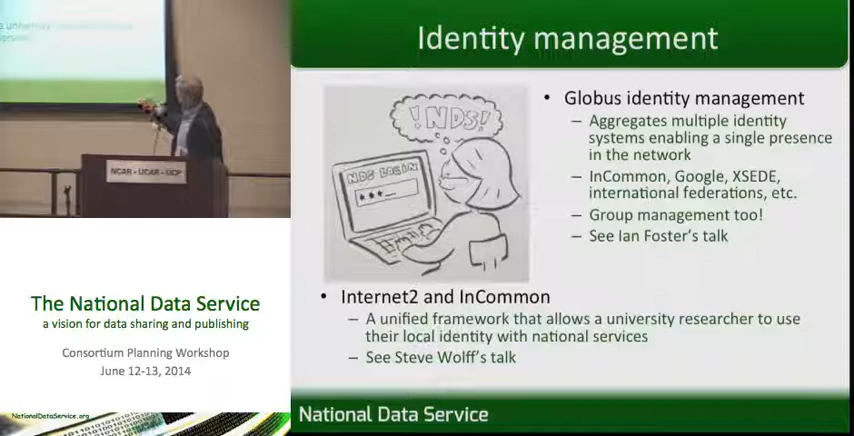 NCAR - UCAR - UCP
The National Data Service
a vision for data sharing and publishing
Consortium Planning Workshop
June 12-13, 2014
NationalDataService.org
Identity management
!NDS!
NDS LOGIN
***_
• Globus identity management
– Aggregates multiple identity
systems enabling a single presence
in the network
– InCommon, Google, XSEDE,
international federations, etc.
– Group management too!
– See Ian Foster's talk
• Internet2 and InCommon
– A unified framework that allows a university researcher to use
their local identity with national services
– See Steve Wolff's talk
National Data Service